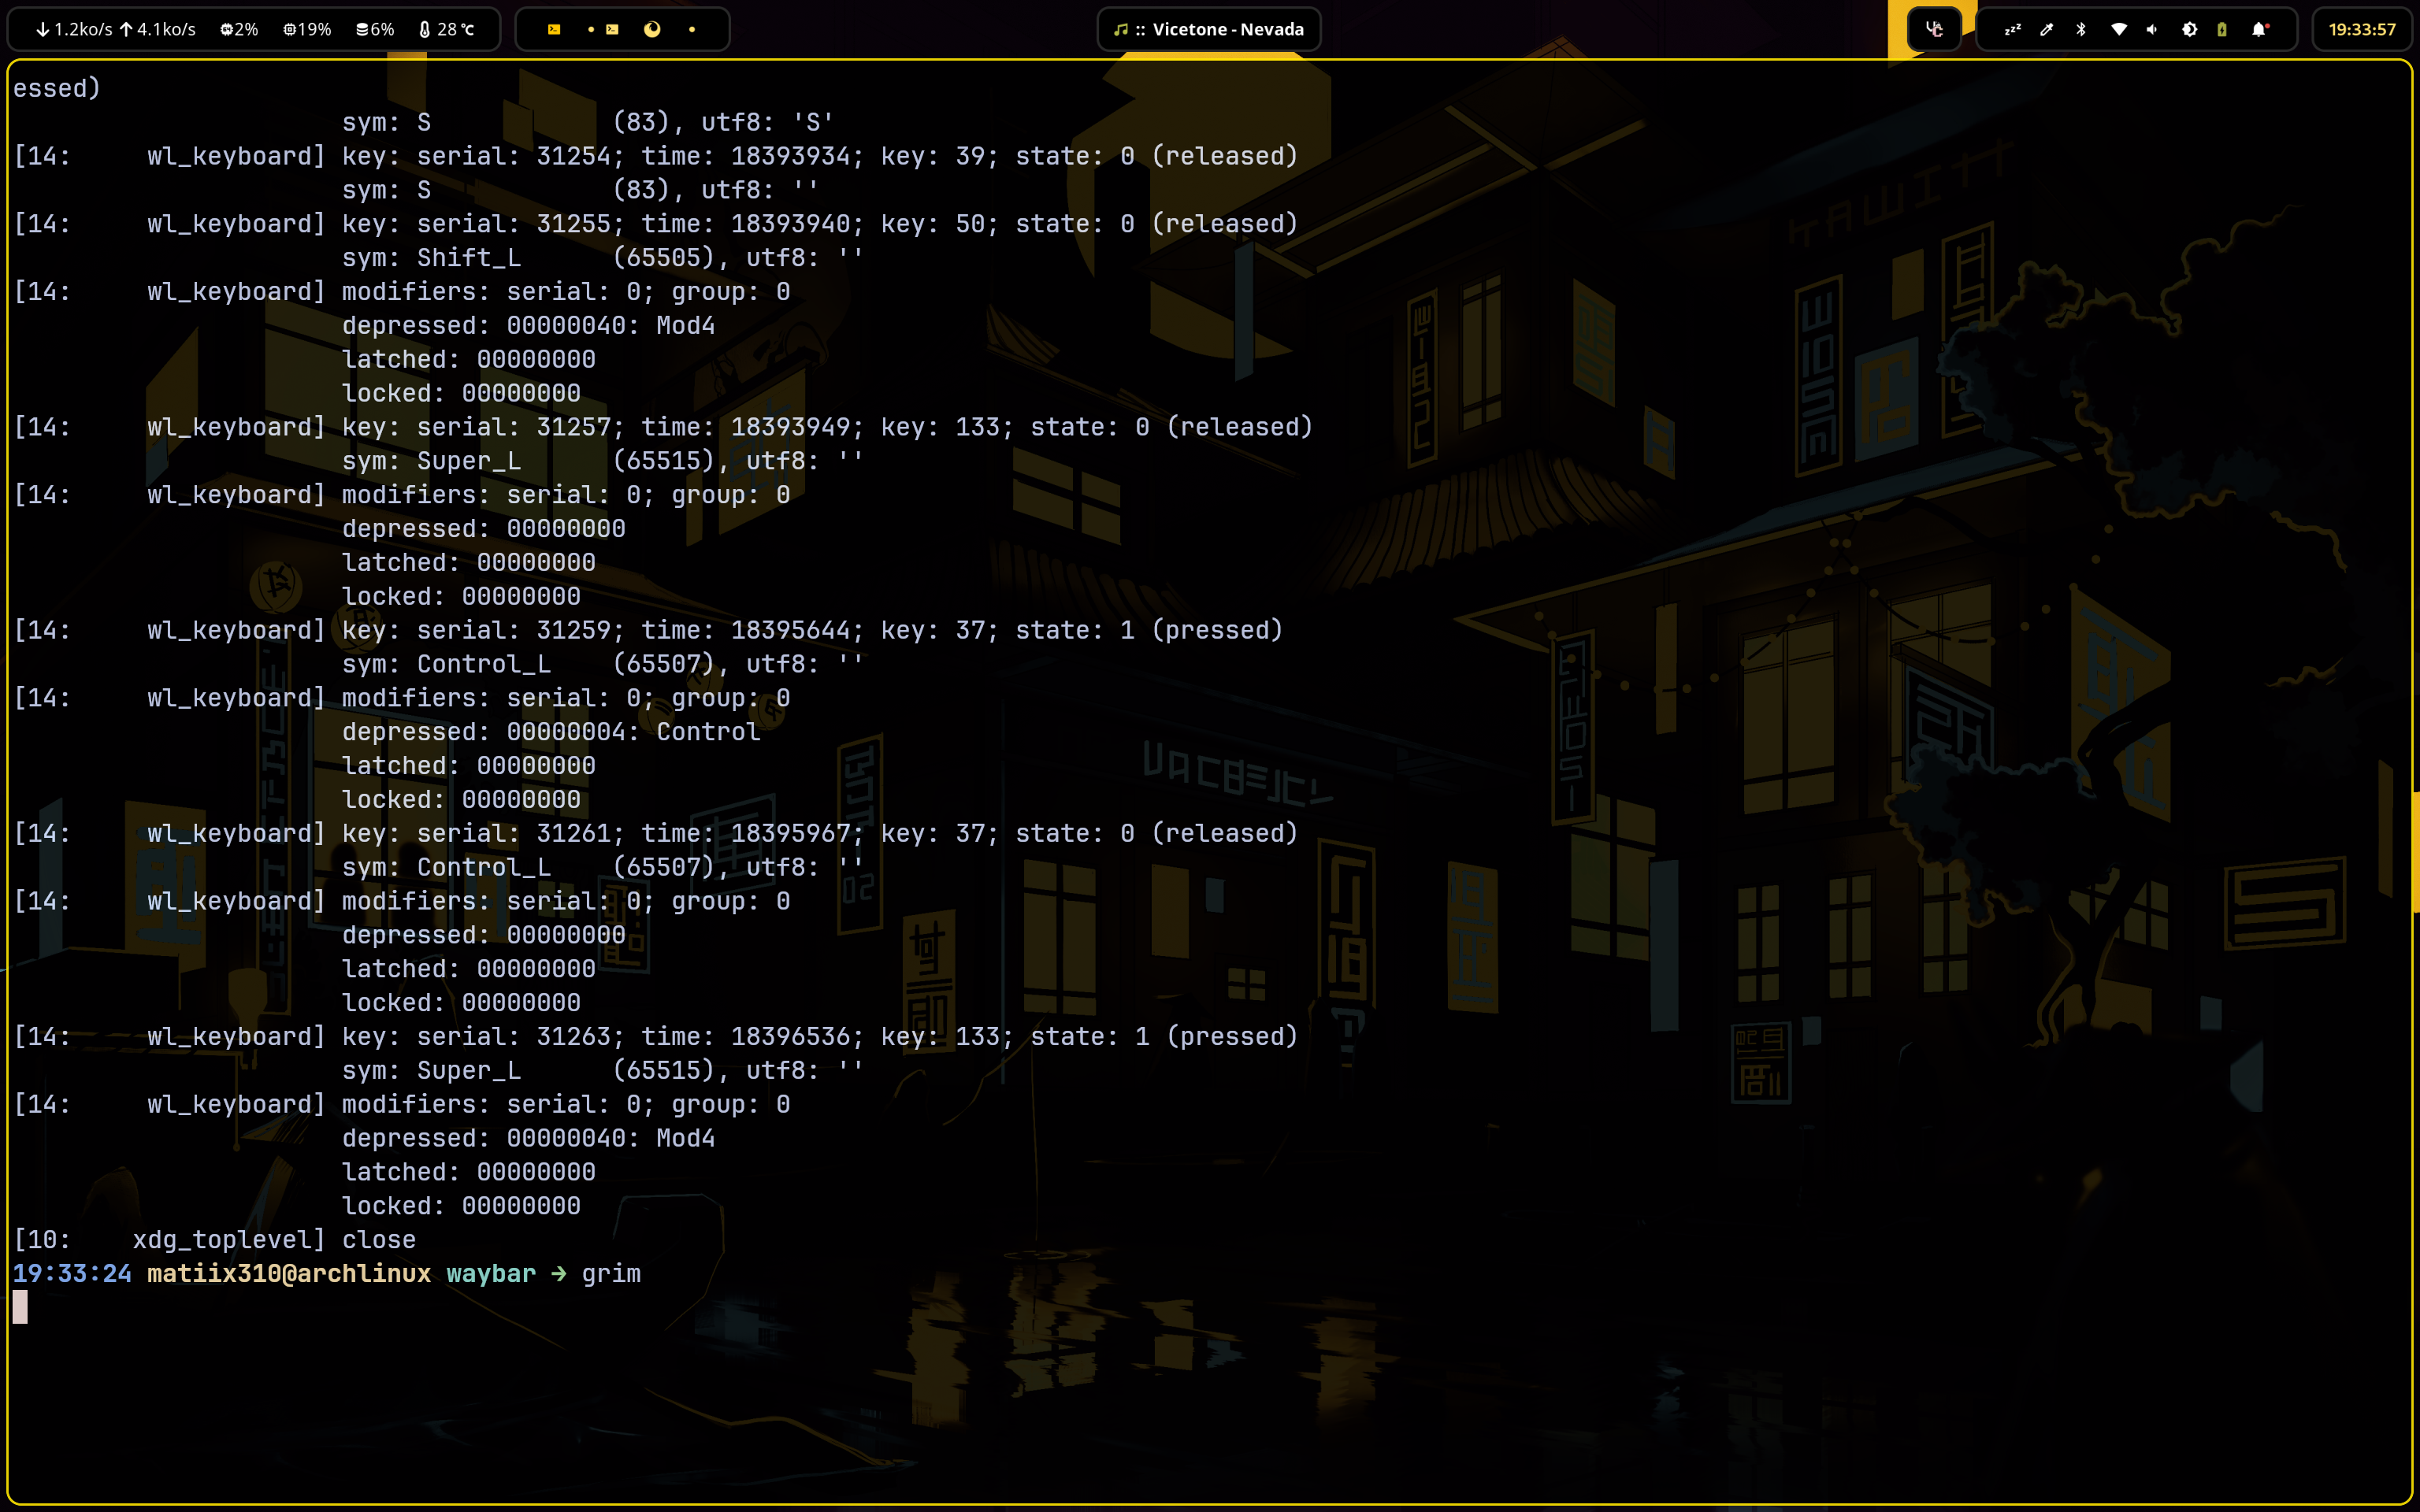 1.2ko/s 4.1ko/s 2% 19% 6% 28 ℃
:: Vicetone - Nevada
zzz
19:33:57
essed)
sym: S (83), utf8: 'S'
[14: wl_keyboard] key: serial: 31254; time: 18393934; key: 39; state: 0 (released)
sym: S (83), utf8: ''
[14: wl_keyboard] key: serial: 31255; time: 18393940; key: 50; state: 0 (released)
sym: Shift_L (65505), utf8: ''
[14: wl_keyboard] modifiers: serial: 0; group: 0
depressed: 00000040: Mod4
latched: 00000000
locked: 00000000
[14: wl_keyboard] key: serial: 31257; time: 18393949; key: 133; state: 0 (released)
sym: Super_L (65515), utf8: ''
[14: wl_keyboard] modifiers: serial: 0; group: 0
depressed: 00000000
latched: 00000000
locked: 00000000
[14: wl_keyboard] key: serial: 31259; time: 18395644; key: 37; state: 1 (pressed)
sym: Control_L (65507), utf8: ''
[14: wl_keyboard] modifiers: serial: 0; group: 0
depressed: 00000004: Control
latched: 00000000
locked: 00000000
[14: wl_keyboard] key: serial: 31261; time: 18395967; key: 37; state: 0 (released)
sym: Control_L (65507), utf8: ''
[14: wl_keyboard] modifiers: serial: 0; group: 0
depressed: 00000000
latched: 00000000
locked: 00000000
[14: wl_keyboard] key: serial: 31263; time: 18396536; key: 133; state: 1 (pressed)
sym: Super_L (65515), utf8: ''
[14: wl_keyboard] modifiers: serial: 0; group: 0
depressed: 00000040: Mod4
latched: 00000000
locked: 00000000
[10: xdg_toplevel] close
19:33:24 matiix310@archlinux waybar → grim